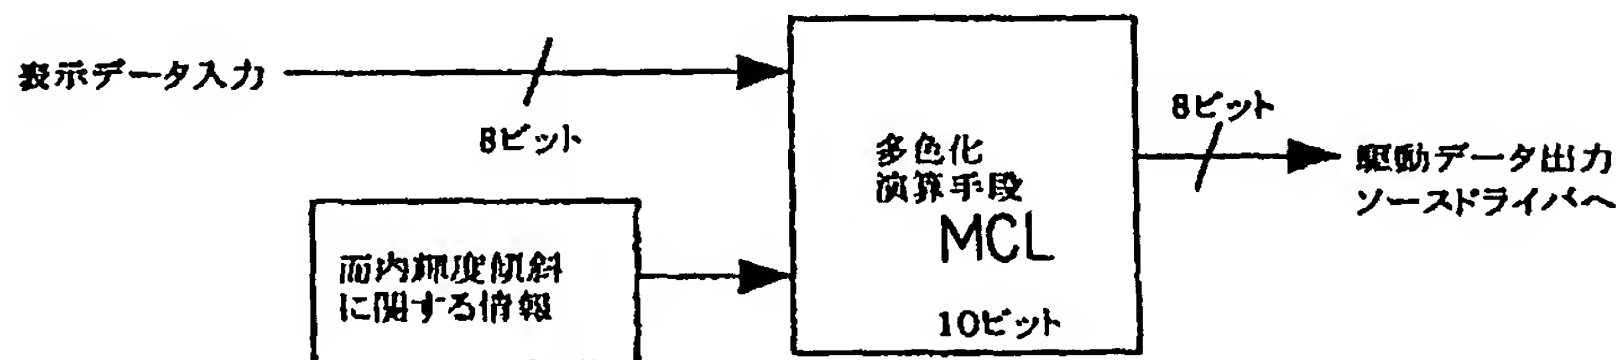 表示データ入力
8ビット
多色化
演算手段
MCL
10ビット
面内輝度傾斜
に関する情報
8ビット
駆動データ出力
ソースドライバへ